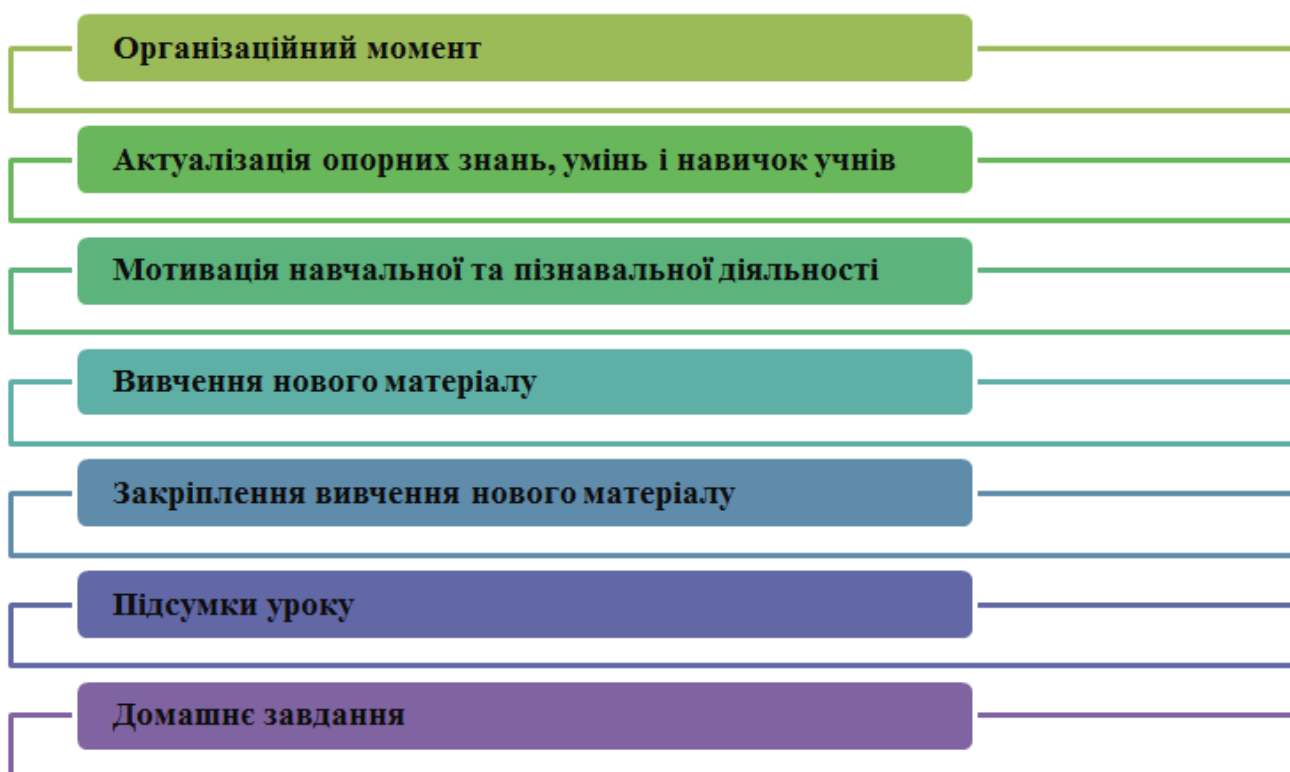 Організаційний момент
Актуалізація опорних знань, умінь і навичок учнів
Мотивація навчальної та пізнавальної діяльності
Вивчення нового матеріалу
Закріплення вивчення нового матеріалу
Підсумки уроку
Домашнє завдання